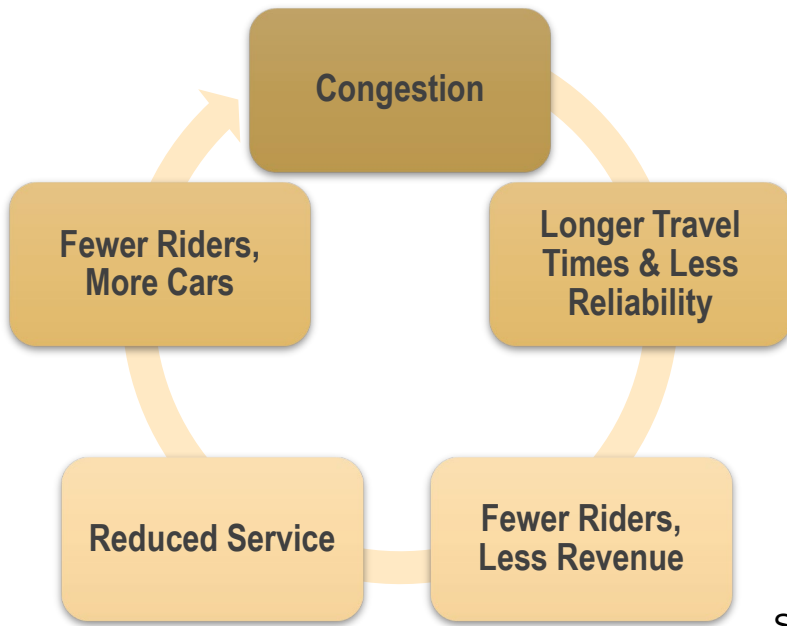 Congestion
Longer Travel
Times & Less
Reliability
Fewer Riders,
Less Revenue
Reduced Service
Fewer Riders,
More Cars